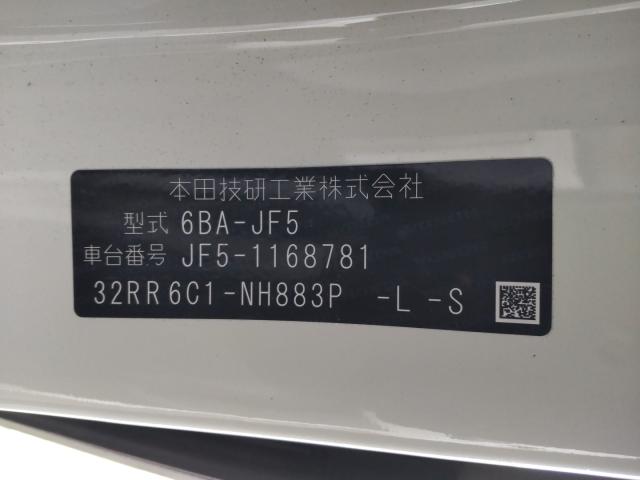 本田技研工業株式会社
型式 6BA-JF5
車台番号 JF5-1168781
32RR6C1-NH883P -L -S